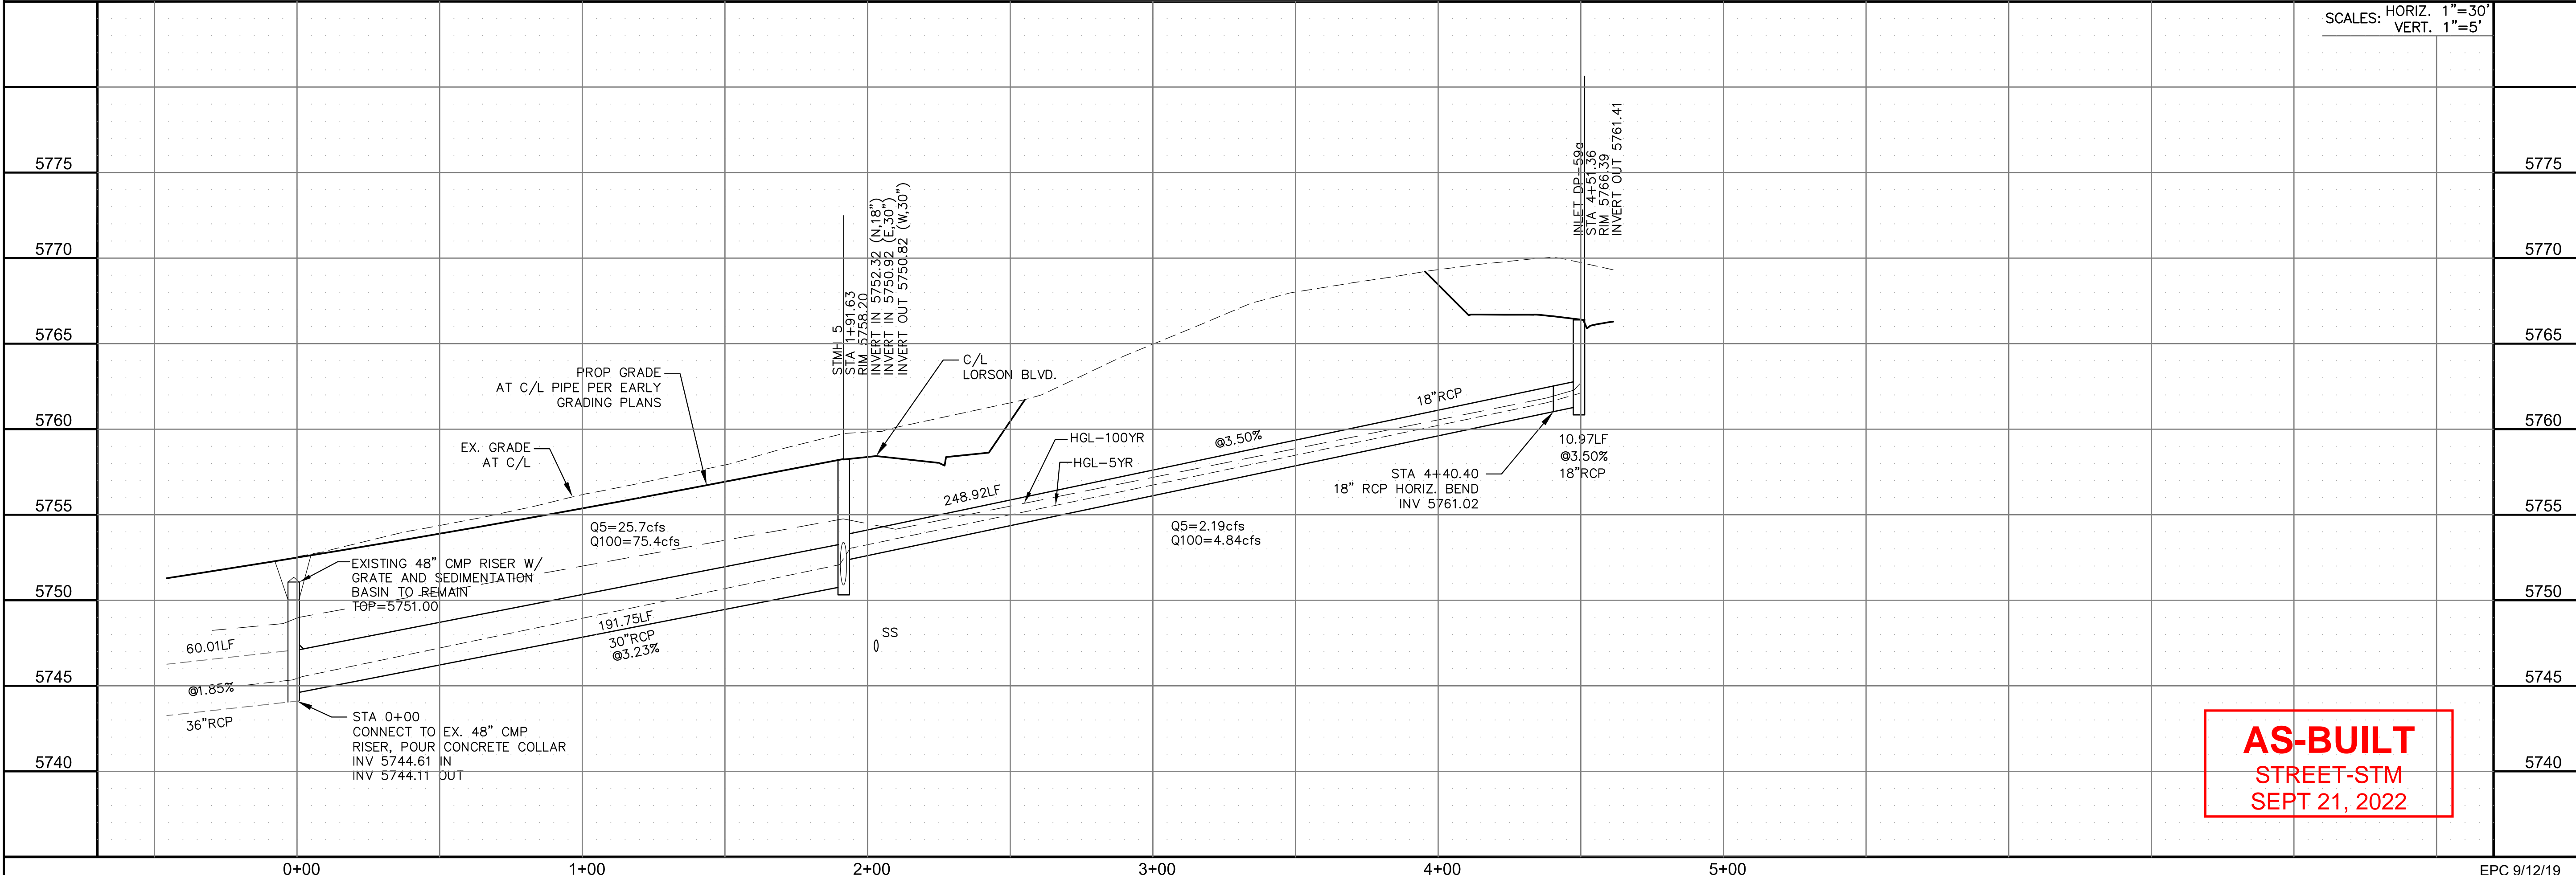 SCALES: HORIZ. 1"=30'
VERT. 1"=5'
5775
5770
5765
5760
5755
5750
5745
5740
5775
5770
5765
5760
5755
5750
5745
5740
INLET DP-59a
STA 4+51.36
RIM 5766.39
INVERT OUT 5761.41
STMH 5
STA 1+91.63
RIM 5758.20
INVERT IN 5752.32 (N,18")
INVERT IN 5750.92 (E,30")
INVERT OUT 5750.82 (W,30")
C/L
LORSON BLVD.
PROP GRADE
AT C/L PIPE PER EARLY
GRADING PLANS
EX. GRADE
AT C/L
18"RCP
@3.50%
248.92LF
HGL-100YR
HGL-5YR
10.97LF
@3.50%
18"RCP
STA 4+40.40
18" RCP HORIZ. BEND
INV 5761.02
Q5=25.7cfs
Q100=75.4cfs
Q5=2.19cfs
Q100=4.84cfs
EXISTING 48" CMP RISER W/
GRATE AND SEDIMENTATION
BASIN TO REMAIN
TOP=5751.00
191.75LF
30"RCP
@3.23%
SS
60.01LF
@1.85%
36"RCP
STA 0+00
CONNECT TO EX. 48" CMP
RISER, POUR CONCRETE COLLAR
INV 5744.61 IN
INV 5744.11 OUT
AS-BUILT
STREET-STM
SEPT 21, 2022
0+00
1+00
2+00
3+00
4+00
5+00
EPC 9/12/19